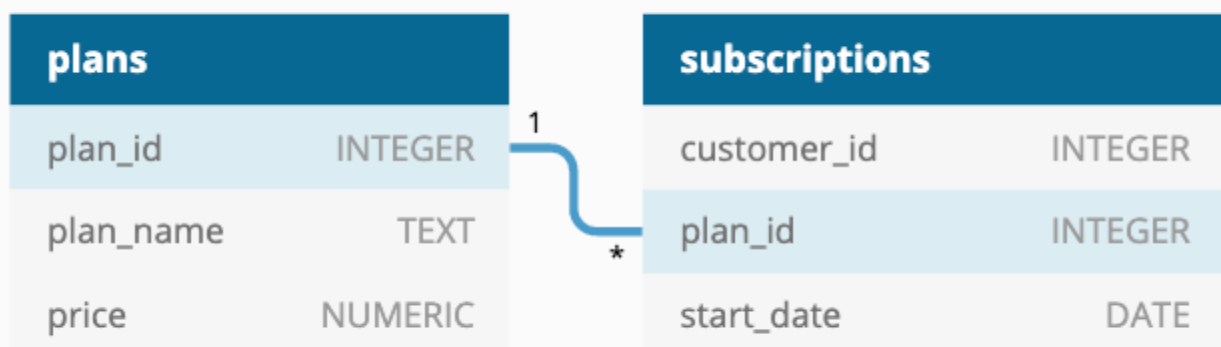 plans
plan_id INTEGER
plan_name TEXT
price NUMERIC
1
*
subscriptions
customer_id INTEGER
plan_id INTEGER
start_date DATE